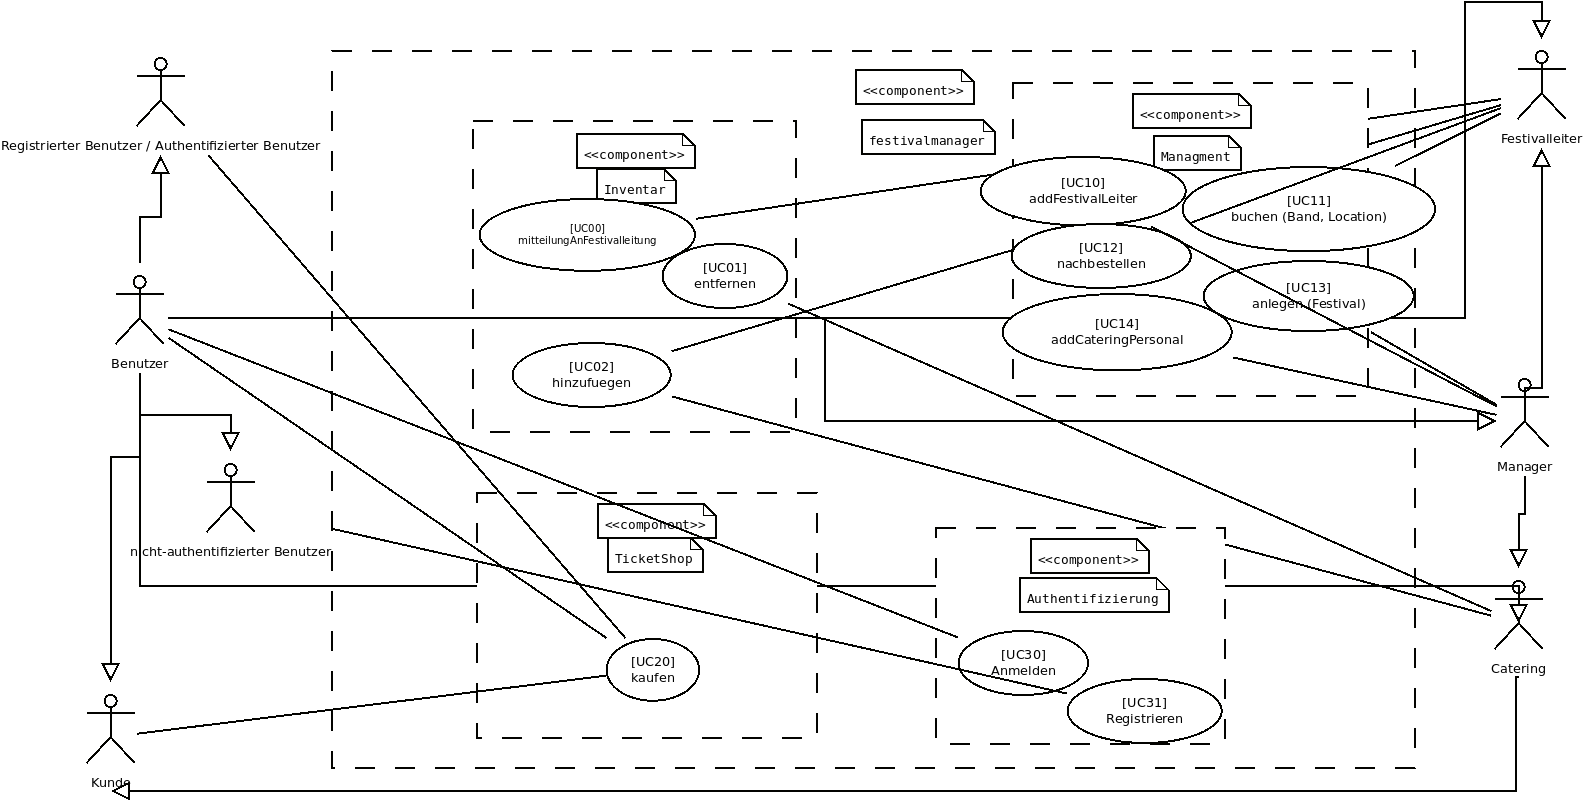 Registrierter Benutzer / Authentifizierter Benutzer
Benutzer
nicht-authentifizierter Benutzer
Kunde
<<component>>
festivalmanager
<<component>>
Inventar
[UC00]
mitteilungAnFestivalleitung
[UC01]
entfernen
[UC02]
hinzufuegen
<<component>>
Managment
[UC10]
addFestivalLeiter
[UC11]
buchen (Band, Location)
[UC12]
nachbestellen
[UC13]
anlegen (Festival)
[UC14]
addCateringPersonal
<<component>>
TicketShop
[UC20]
kaufen
<<component>>
Authentifizierung
[UC30]
Anmelden
[UC31]
Registrieren
Festivalleiter
Manager
Catering